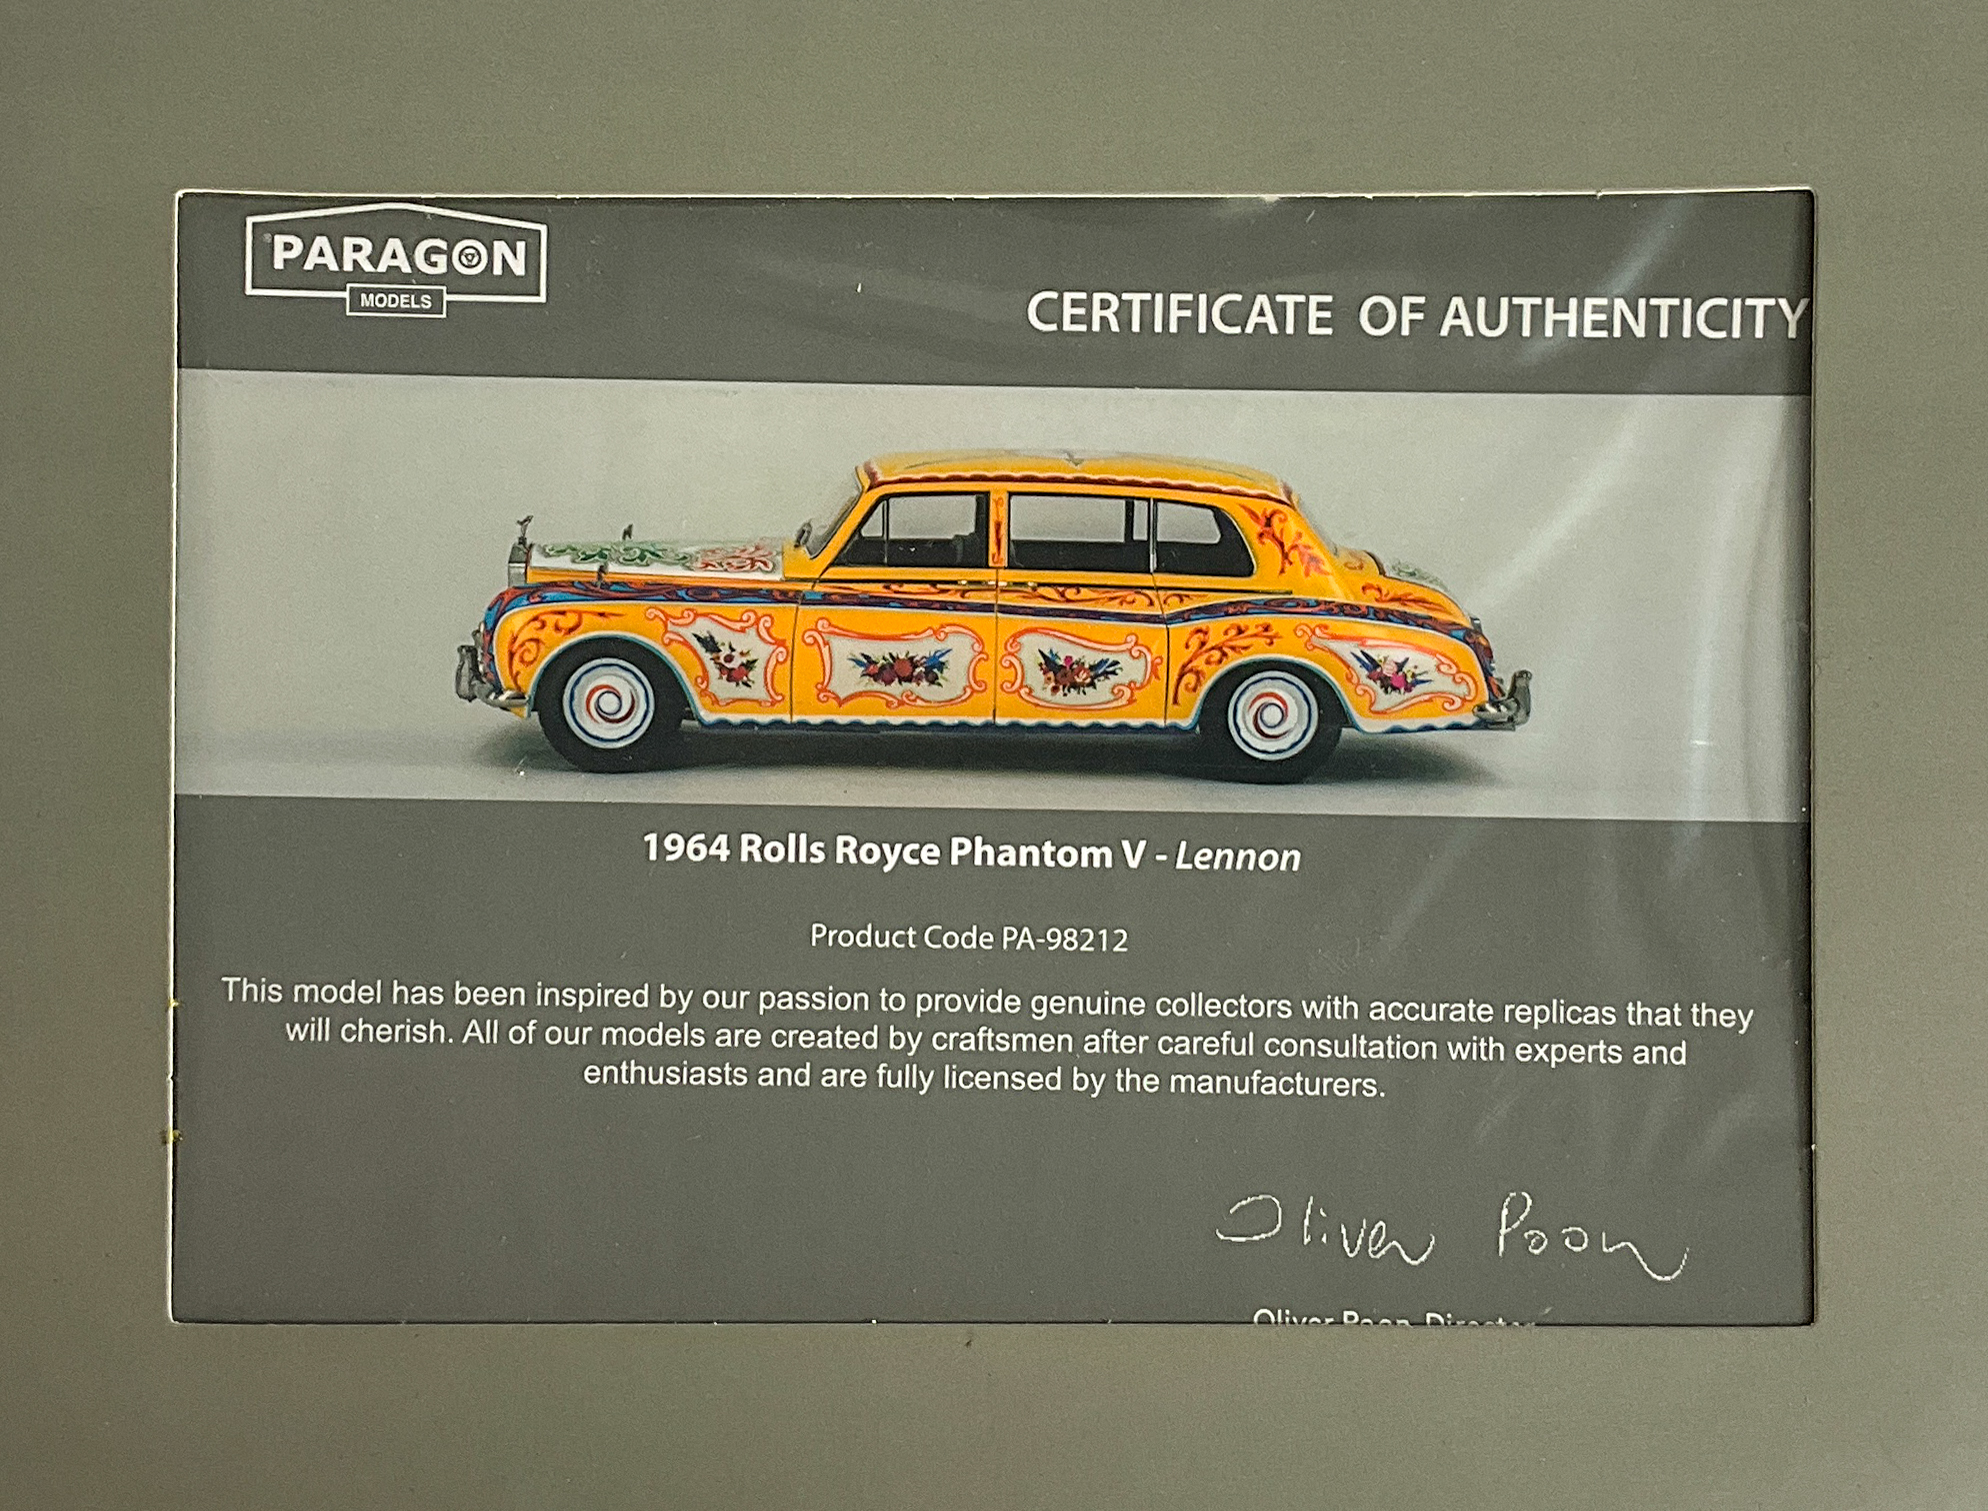 PARAGON
MODELS
CERTIFICATE OF AUTHENTICITY
1964 Rolls Royce Phantom V - Lennon
Product Code PA-98212
This model has been inspired by our passion to provide genuine collectors with accurate replicas that they
will cherish. All of our models are created by craftsmen after careful consultation with experts and
enthusiasts and are fully licensed by the manufacturers.
Oliver Poon
Oliver Poon Director